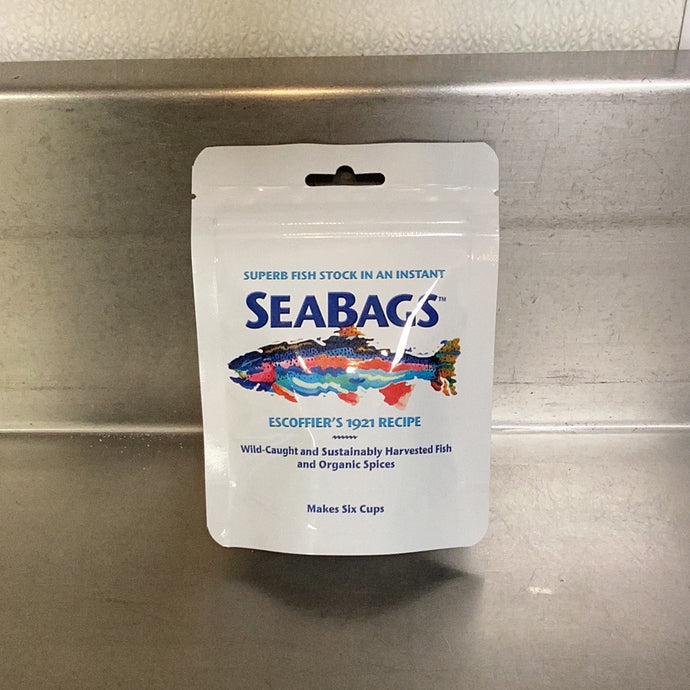 SUPERB FISH STOCK IN AN INSTANT
SEABAGS™
ESCOFFIER'S 1921 RECIPE
Wild-Caught and Sustainably Harvested Fish
and Organic Spices
Makes Six Cups